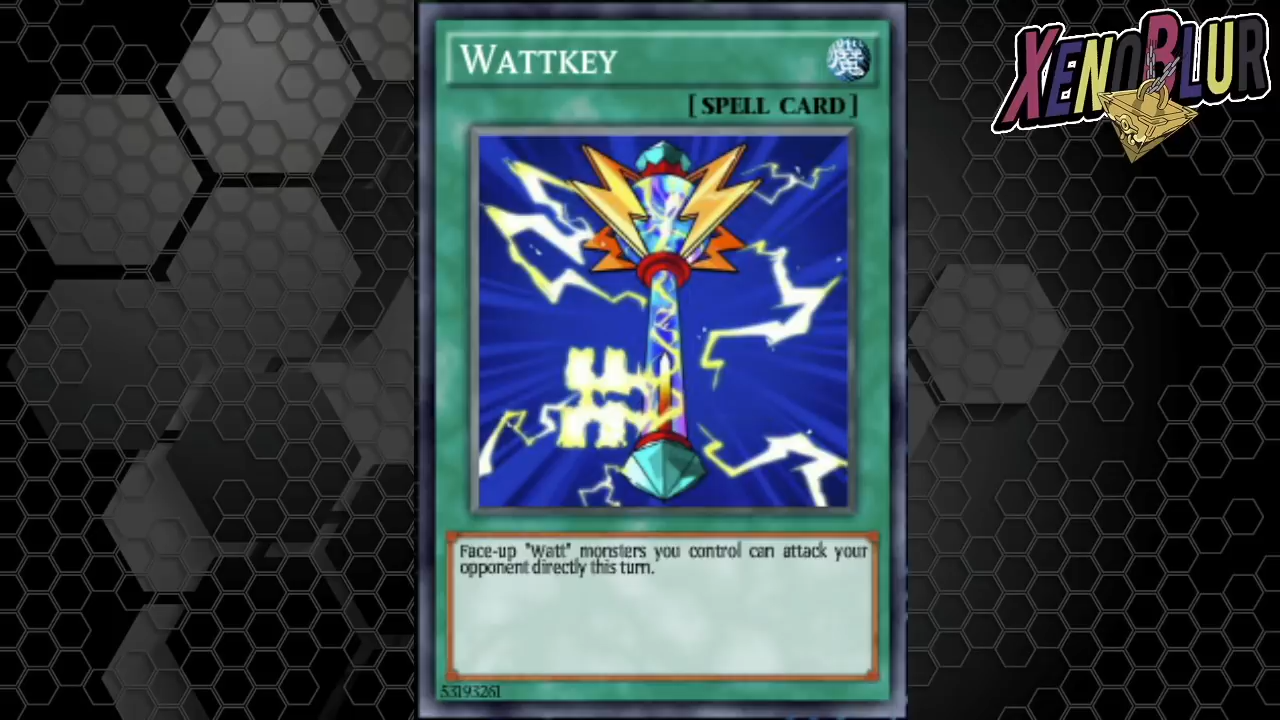 XENOBLUR
WATTKEY
魔
[ SPELL CARD ]
Face-up "Watt" monsters you control can attack your
opponent directly this turn.
53193261